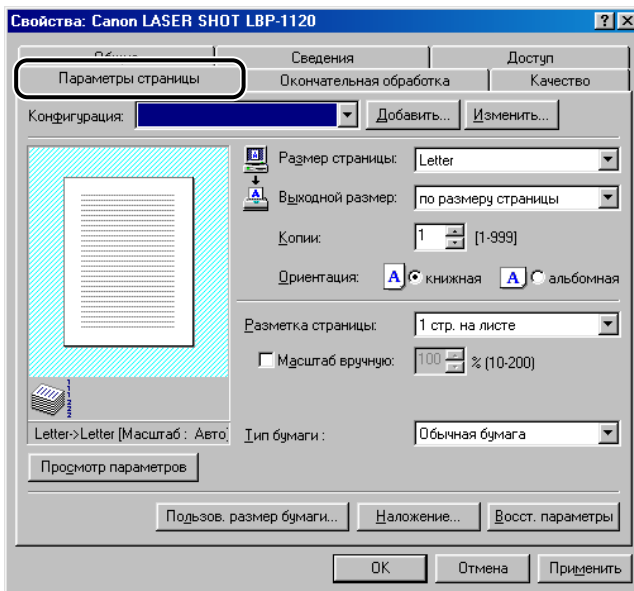 Свойства: Canon LASER SHOT LBP-1120
Общие Сведения Доступ
Параметры страницы Окончательная обработка Качество
Конфигурация: Добавить... Изменить...
Размер страницы: Letter
Выходной размер: по размеру страницы
Копии: 1 [1-999]
Ориентация: A книжная A альбомная
Разметка страницы: 1 стр. на листе
Масштаб вручную: 100 % (10-200)
Letter->Letter [Масштаб : Авто]
Тип бумаги : Обычная бумага
Просмотр параметров
Пользов. размер бумаги... Наложение... Восст. параметры
OK Отмена Применить